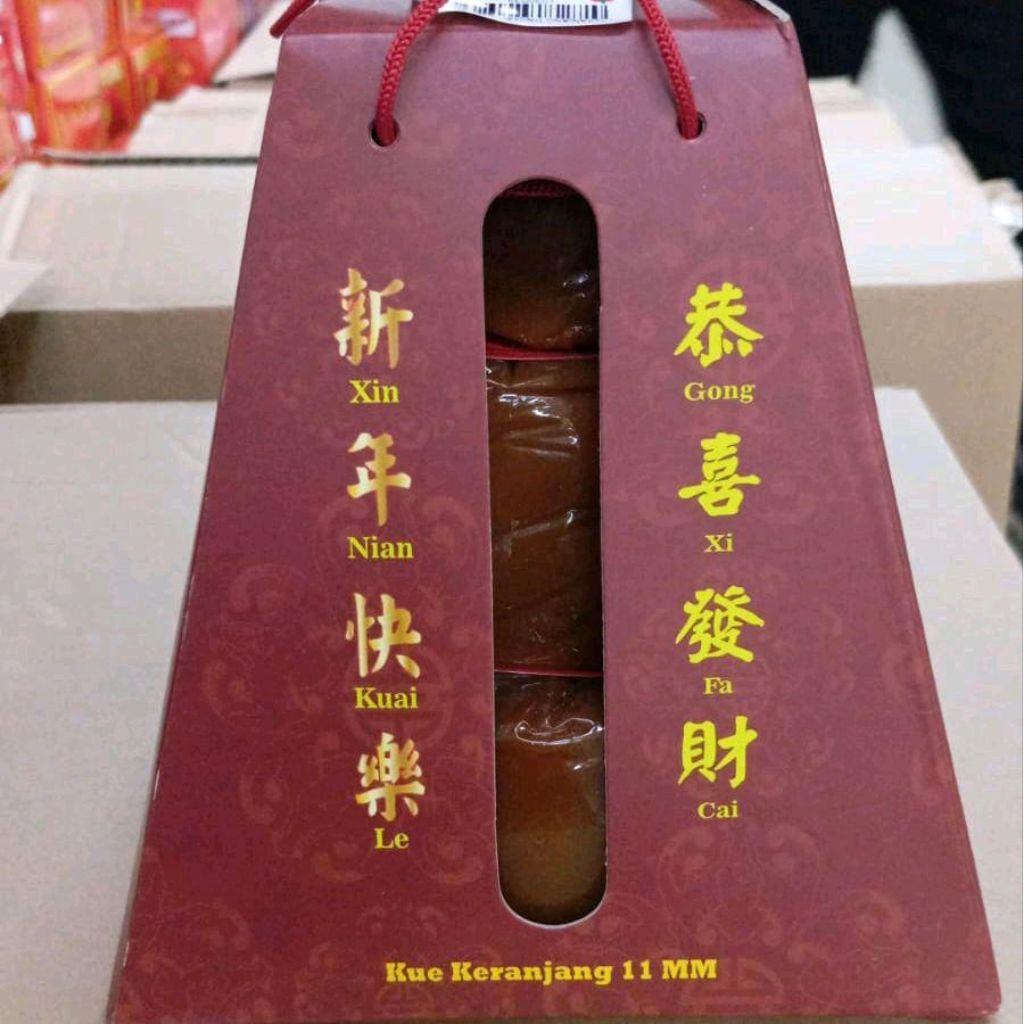 新
Xin
年
Nian
快
Kuai
樂
Le
恭
Gong
喜
Xi
發
Fa
財
Cai
Kue Keranjang 11 MM